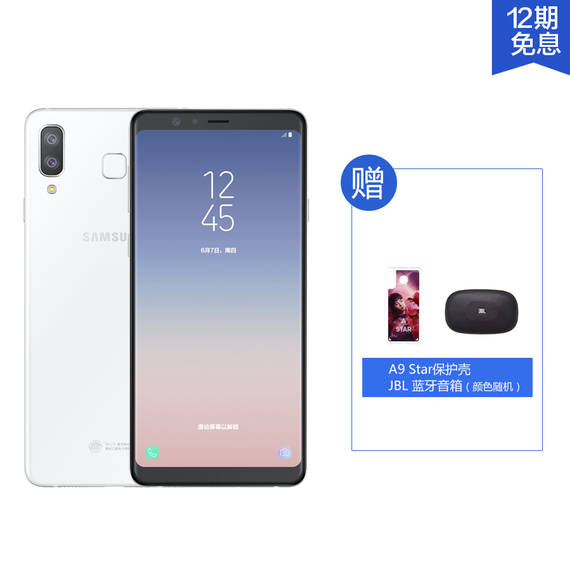 12期
免息
SAMSU
12
45
6月7日，周四
滑动屏幕以解锁
赠
JBL
A
STAR
A9 Star保护壳
JBL 蓝牙音箱（颜色随机）